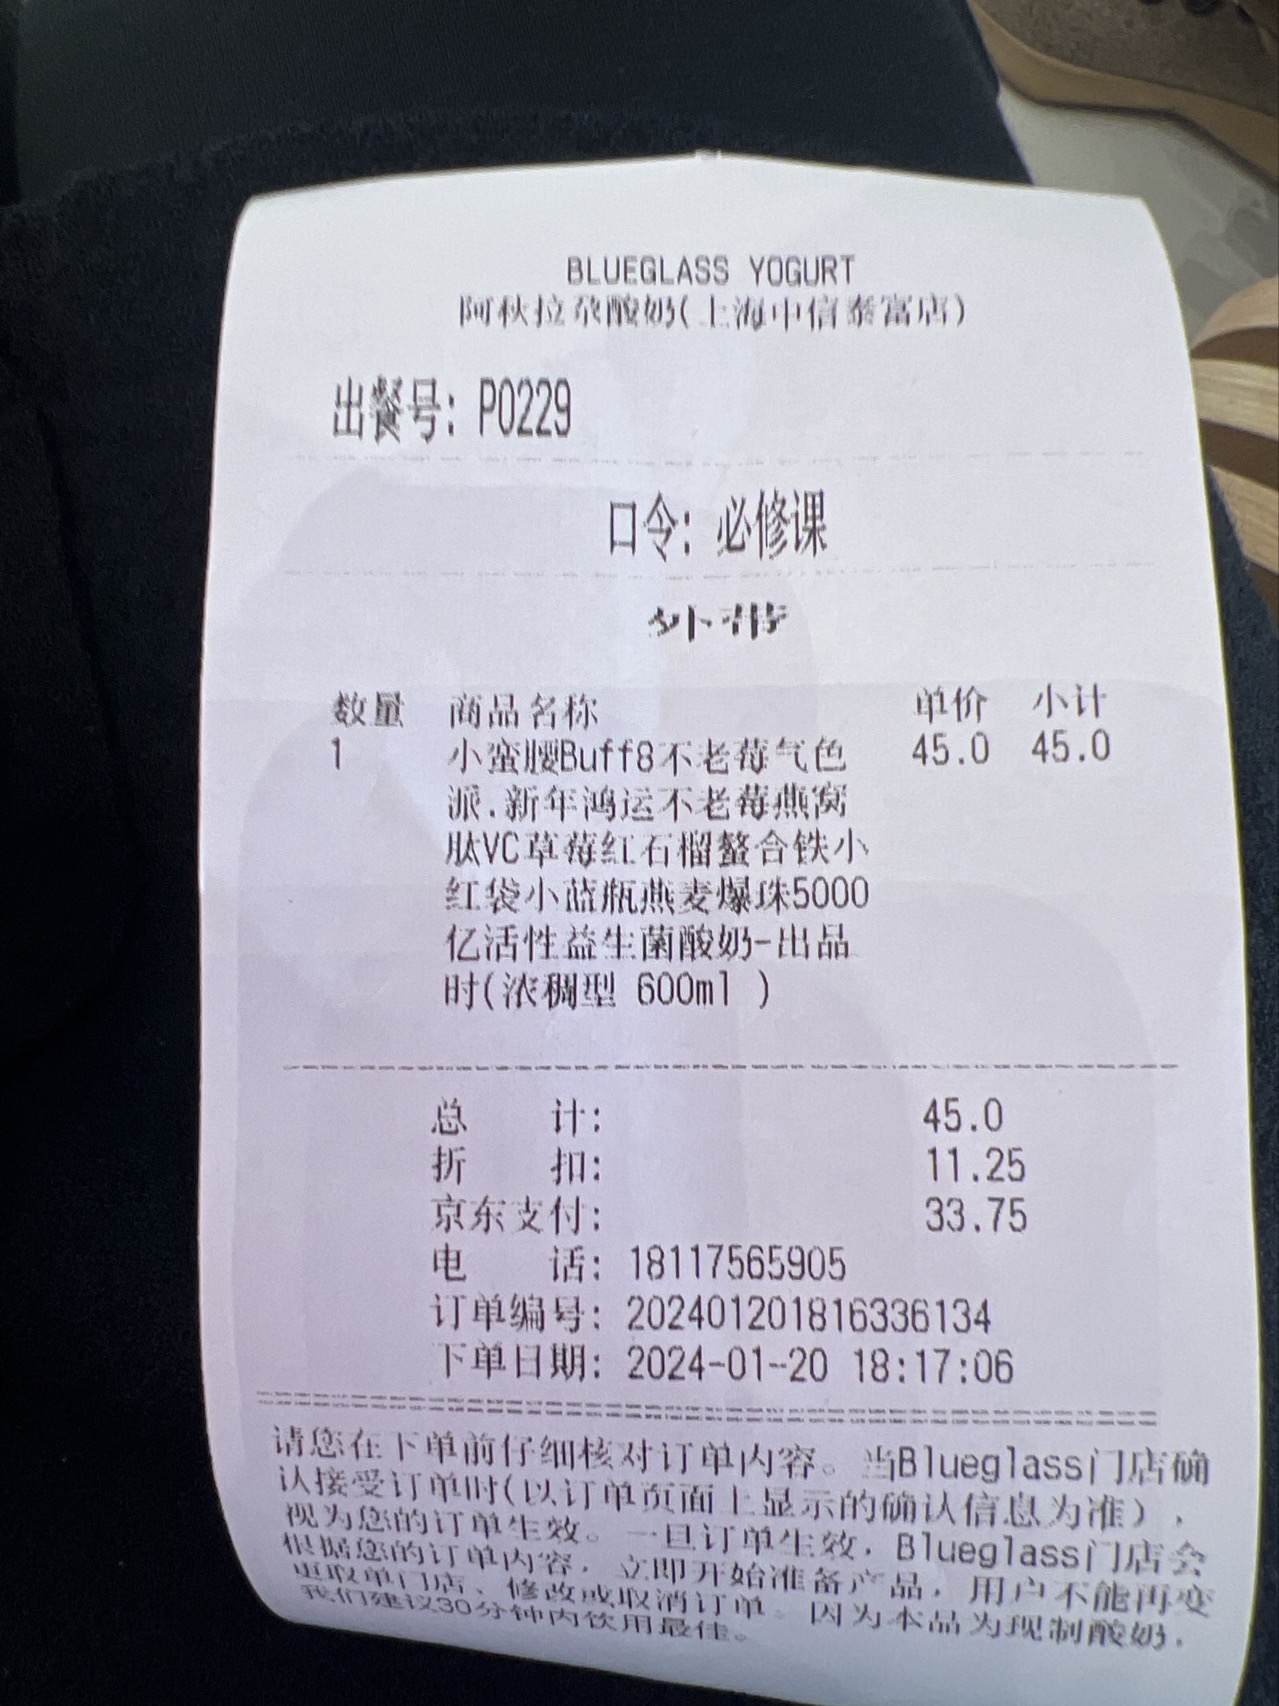 BLUEGLASS YOGURT
阿秋拉尕酸奶(上海中信泰富店)
出餐号: P0229
口令: 必修课
外带
数量 商品名称 单价 小计
1 小蛮腰Buff8不老莓气色 45.0 45.0
派.新年鸿运不老莓燕窝
肽VC草莓红石榴螯合铁小
红袋小蓝瓶燕麦爆珠5000
亿活性益生菌酸奶-出品
时(浓稠型 600ml )
总 计: 45.0
折 扣: 11.25
京东支付: 33.75
电 话: 18117565905
订单编号: 202401201816336134
下单日期: 2024-01-20 18:17:06
请您在下单前仔细核对订单内容。当Blueglass门店确
认接受订单时(以订单页面上显示的确认信息为准),
视为您的订单生效。一旦订单生效,Blueglass门店会
根据您的订单内容,立即开始准备产品,用户不能再变
更取单门店、修改或取消订单。因为本品为现制酸奶,
我们建议30分钟内饮用最佳。